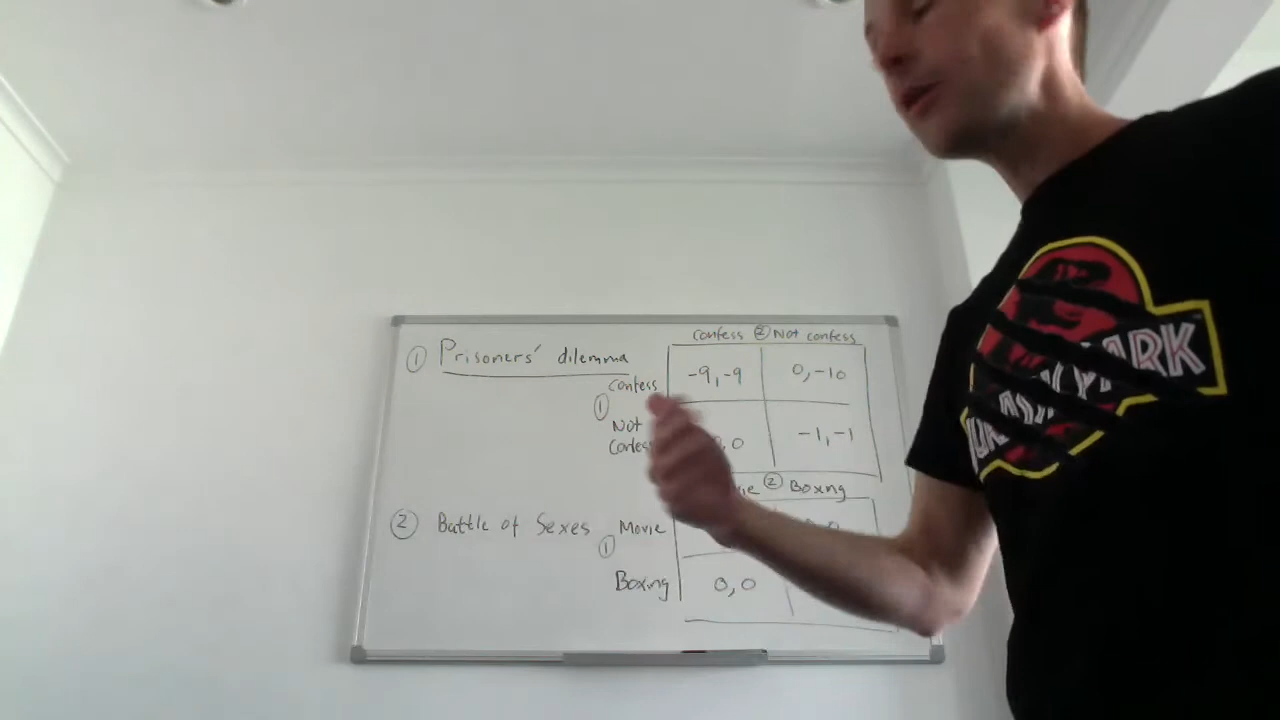 Confess ② Not confess
① Prisoners' dilemma
-9,-9 0,-10
Confess
①
Not
,0 -1,-1
② Boxing
② Battle of Sexes Movie
①
Boxing 0,0
PARK